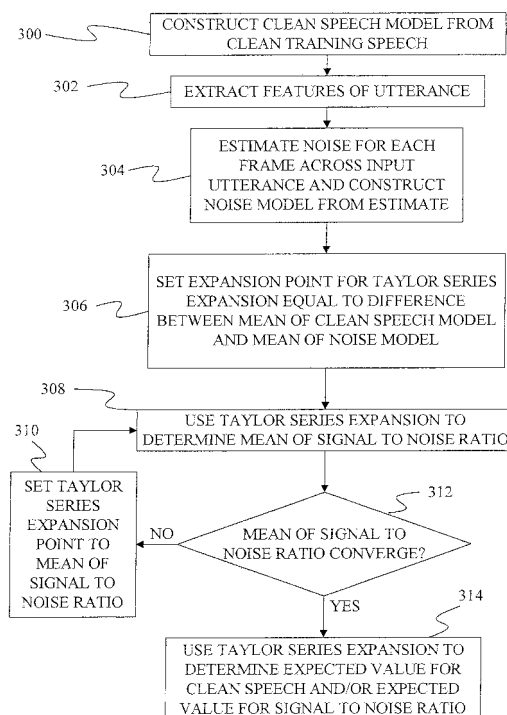 300
CONSTRUCT CLEAN SPEECH MODEL FROM
CLEAN TRAINING SPEECH
302
EXTRACT FEATURES OF UTTERANCE
304
ESTIMATE NOISE FOR EACH
FRAME ACROSS INPUT
UTTERANCE AND CONSTRUCT
NOISE MODEL FROM ESTIMATE
306
SET EXPANSION POINT FOR TAYLOR SERIES
EXPANSION EQUAL TO DIFFERENCE
BETWEEN MEAN OF CLEAN SPEECH MODEL
AND MEAN OF NOISE MODEL
308
USE TAYLOR SERIES EXPANSION TO
DETERMINE MEAN OF SIGNAL TO NOISE RATIO
310
SET TAYLOR
SERIES
EXPANSION
POINT TO
MEAN OF
SIGNAL TO
NOISE RATIO
NO
312
MEAN OF SIGNAL TO
NOISE RATIO CONVERGE?
YES
314
USE TAYLOR SERIES EXPANSION TO
DETERMINE EXPECTED VALUE FOR
CLEAN SPEECH AND/OR EXPECTED
VALUE FOR SIGNAL TO NOISE RATIO